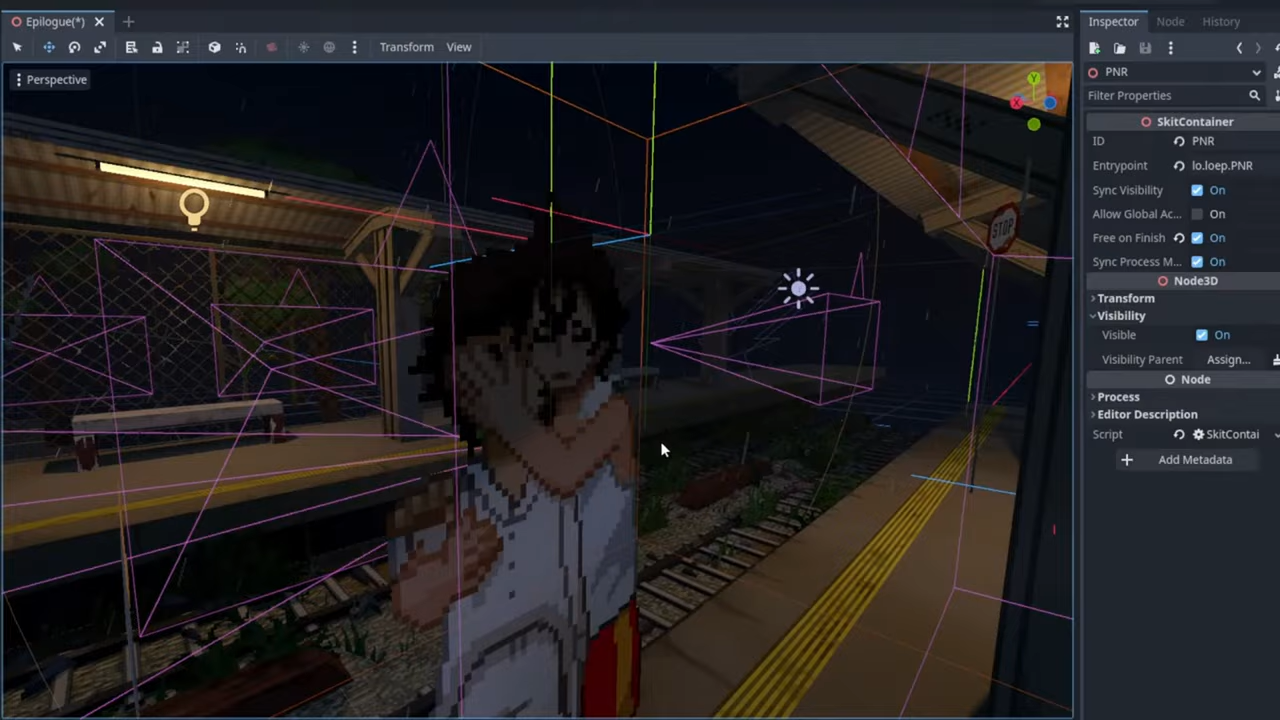 Epilogue(*)
Transform View
Perspective
STOP
Inspector Node History
PNR
Filter Properties
SkitContainer
ID PNR
Entrypoint lo.loep.PNR
Sync Visibility On
Allow Global Ac... On
Free on Finish On
Sync Process M... On
Node3D
Transform
Visibility
Visible On
Visibility Parent Assign...
Node
Process
Editor Description
Script SkitContai
Add Metadata